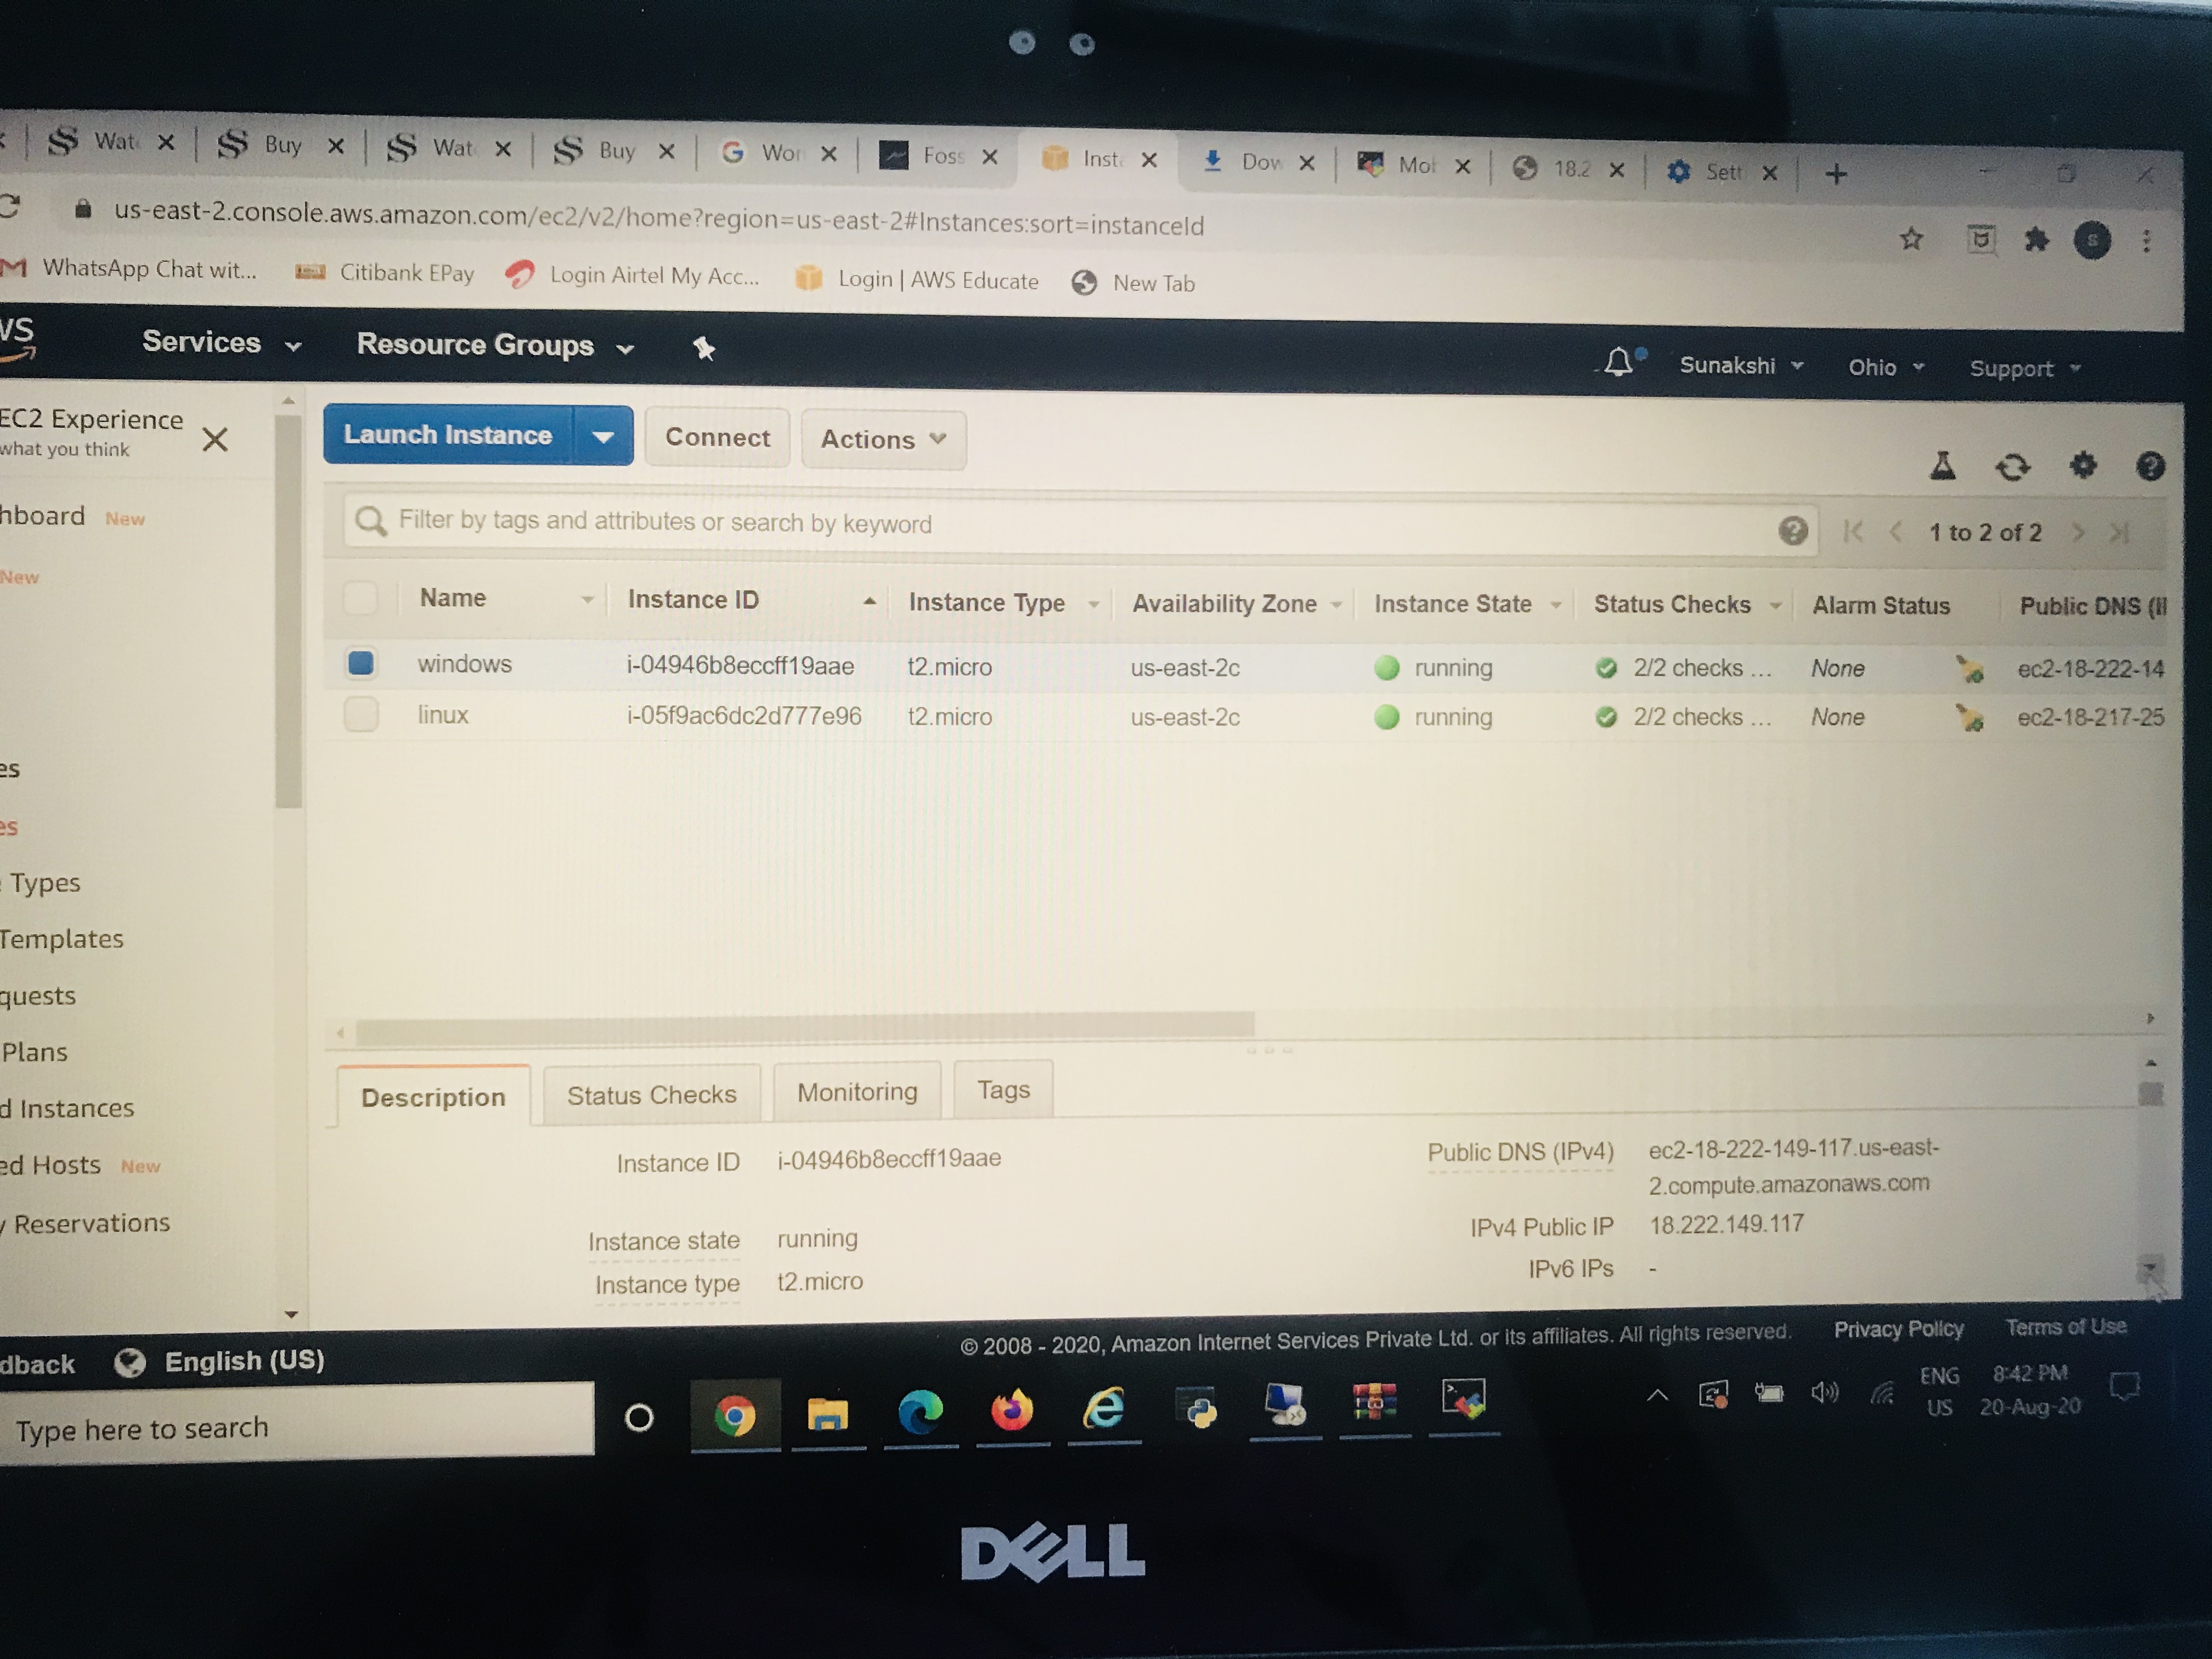 Wat Buy Wat Buy Wor Foss Inst Dow Mol 18.2 Sett
us-east-2.console.aws.amazon.com/ec2/v2/home?region=us-east-2#Instances:sort=instanceId
S
WhatsApp Chat wit... Citibank EPay Login Airtel My Acc... Login | AWS Educate New Tab
WS Services Resource Groups Sunakshi Ohio Support
EC2 Experience
what you think
hboard New
New
es
es
Types
Templates
quests
Plans
d Instances
ed Hosts New
y Reservations
Launch Instance Connect Actions
Filter by tags and attributes or search by keyword 1 to 2 of 2
Name Instance ID Instance Type Availability Zone Instance State Status Checks Alarm Status Public DNS (I
windows i-04946b8eccff19aae t2.micro us-east-2c running 2/2 checks ... None ec2-18-222-14
linux i-05f9ac6dc2d777e96 t2.micro us-east-2c running 2/2 checks ... None ec2-18-217-25
Description Status Checks Monitoring Tags
Instance ID i-04946b8eccff19aae
Instance state running
Instance type t2.micro
Public DNS (IPv4) ec2-18-222-149-117.us-east-
2.compute.amazonaws.com
IPv4 Public IP 18.222.149.117
IPv6 IPs -
dback English (US) © 2008 - 2020, Amazon Internet Services Private Ltd. or its affiliates. All rights reserved. Privacy Policy Terms of Use
Type here to search
ENG 8:42 PM
US 20-Aug-20
DELL